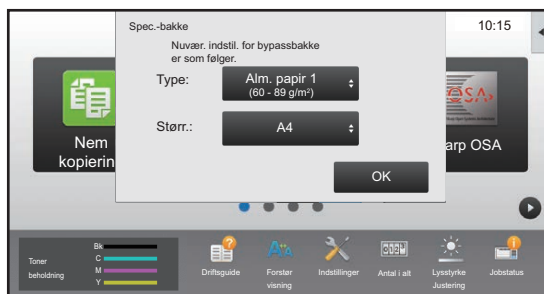 Spec.-bakke
10:15
Nuvær. indstil. for bypassbakke
er som følger.
Type:
Alm. papir 1
(60 - 89 g/m²)
Størr.:
A4
OK
Nem
kopierin
OSA
arp OSA
Toner
beholdning
Bk
C
M
Y
Driftsguide
Forstør
visning
Indstillinger
Antal i alt
Lysstyrke
Justering
Jobstatus